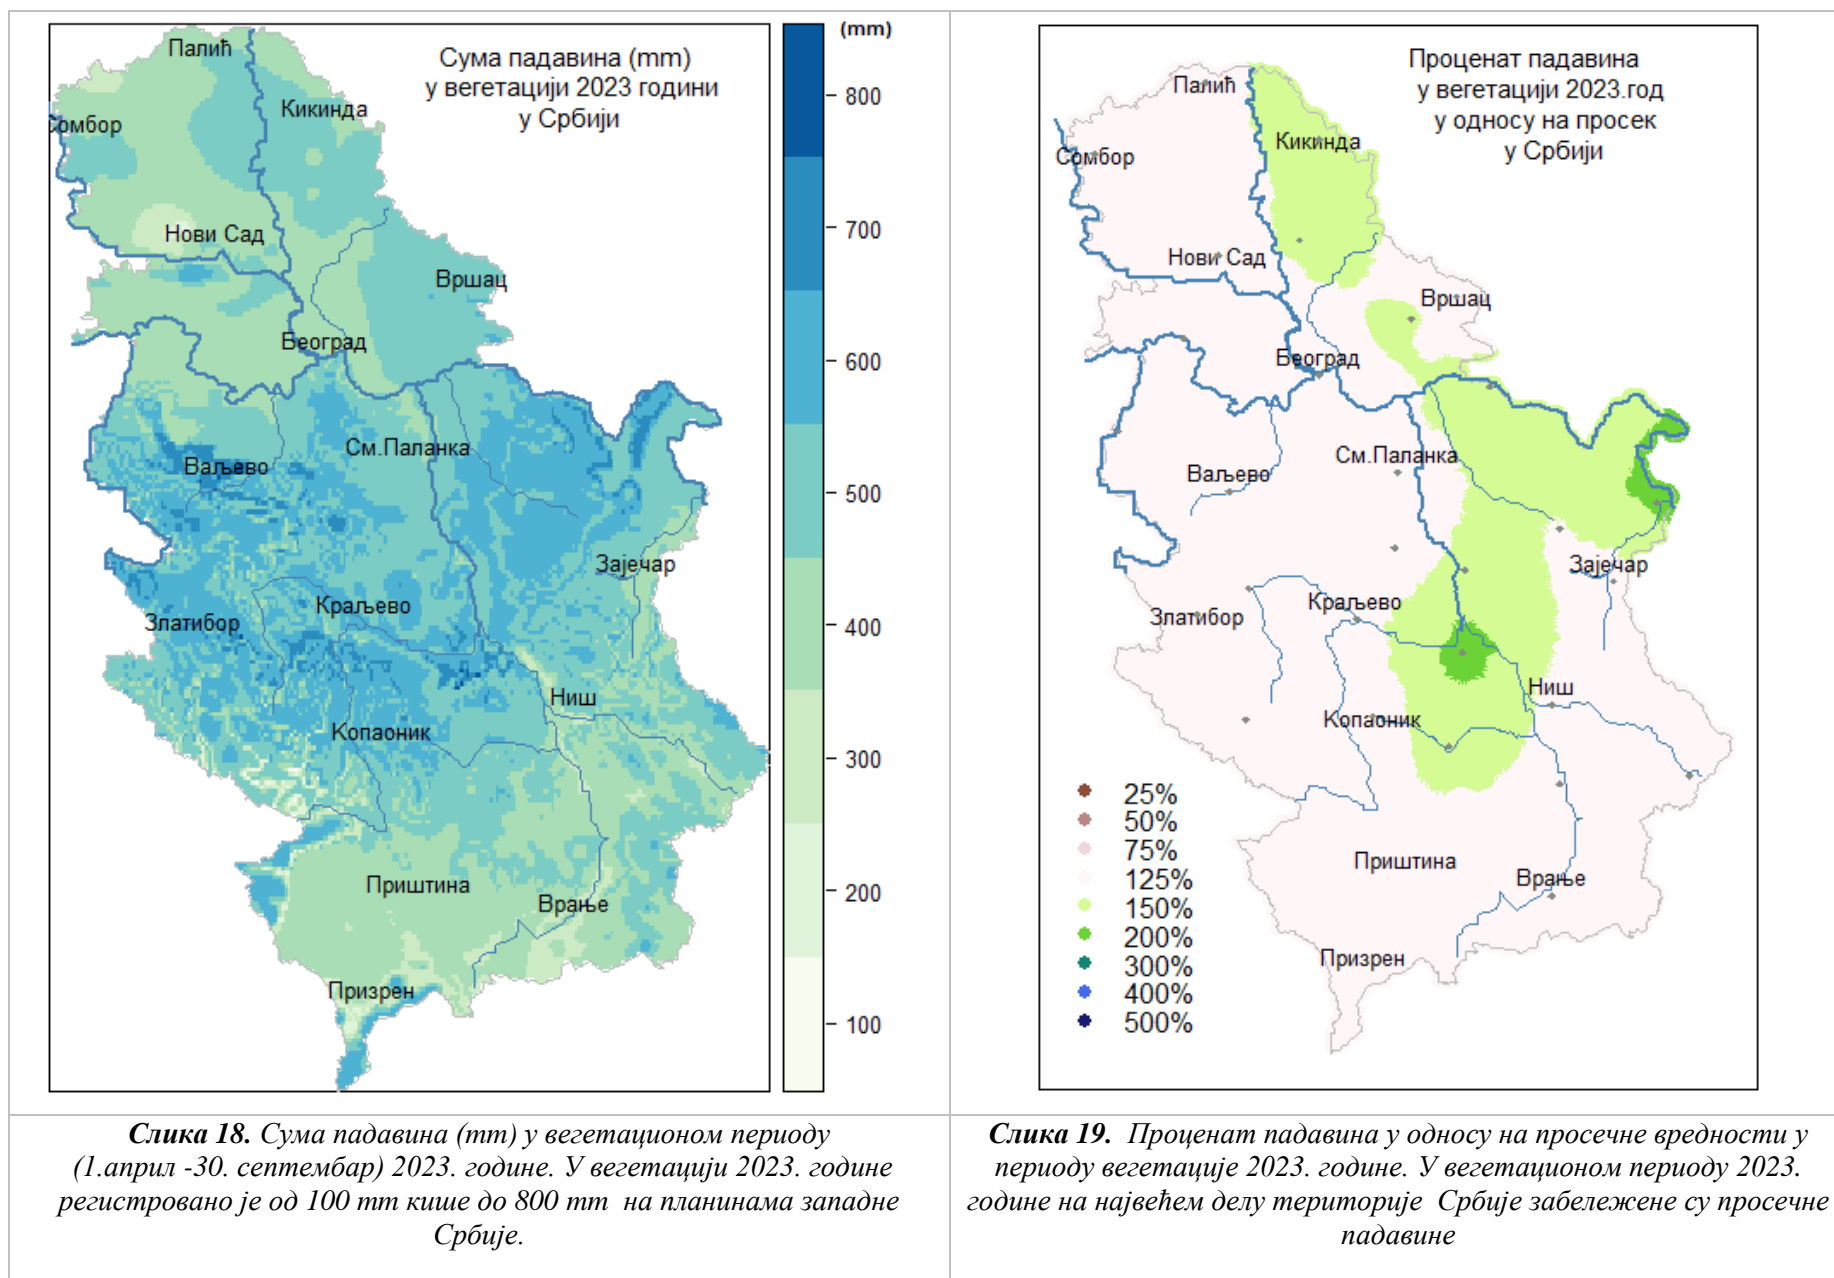 (mm)
Сума падавина (mm)
у вегетацији 2023 години
у Србији
Палић
Кикинда
Сомбор
Нови Сад
Вршац
Београд
См.Паланка
Ваљево
Зајечар
Краљево
Златибор
Ниш
Копаоник
Приштина
Врање
Призрен
800
700
600
500
400
300
200
100
Проценат падавина
у вегетацији 2023.год
у односу на просек
у Србији
Палић
Кикинда
Сомбор
Нови Сад
Вршац
Београд
См.Паланка
Ваљево
Зајечар
Краљево
Златибор
Ниш
Копаоник
Приштина
Врање
Призрен
25%
50%
75%
125%
150%
200%
300%
400%
500%
Слика 18. Сума падавина (mm) у вегетационом периоду
(1.април -30. септембар) 2023. године. У вегетацији 2023. године
регистровано је од 100 mm кише до 800 mm на планинама западне
Србије.
Слика 19. Проценат падавина у односу на просечне вредности у
периоду вегетације 2023. године. У вегетационом периоду 2023.
године на највећем делу територије Србије забележене су просечне
падавине